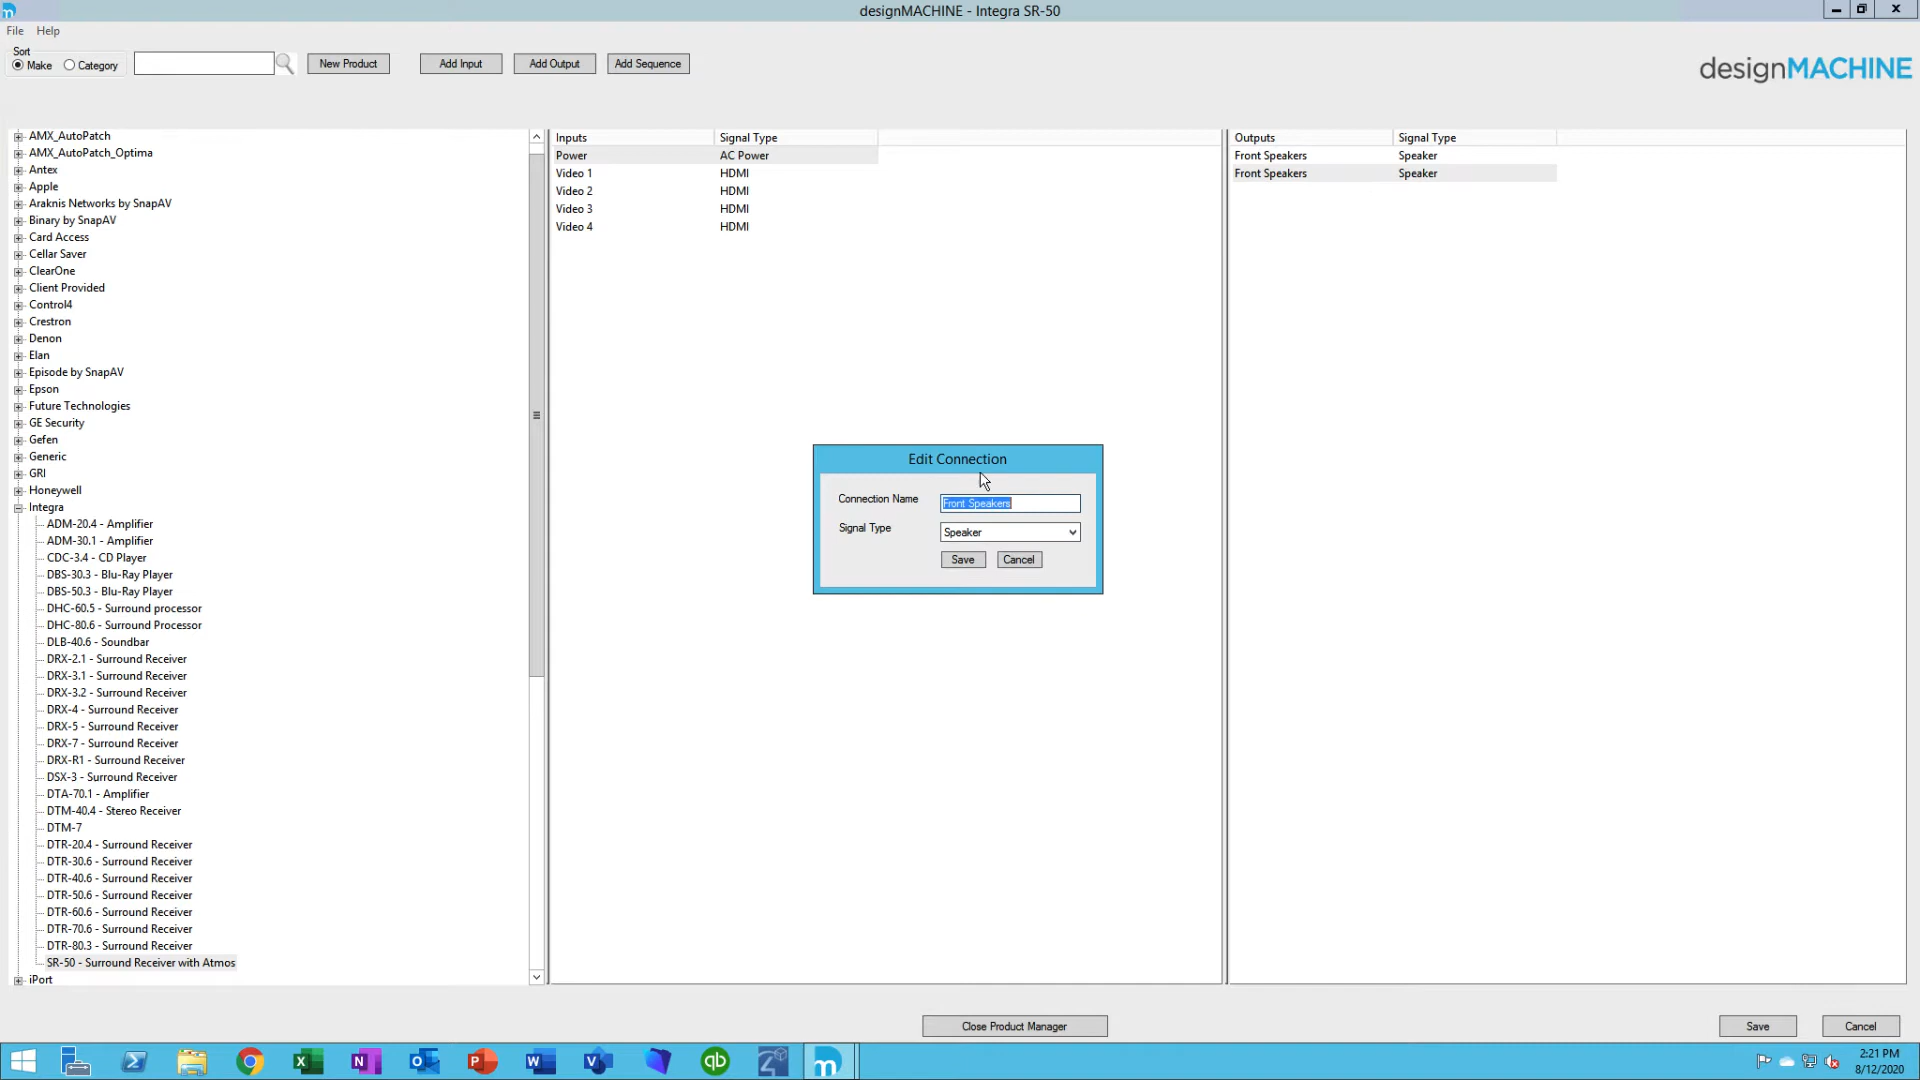 designMACHINE - Integra SR-50
File Help
Sort
Make Category New Product Add Input Add Output Add Sequence
designMACHINE
AMX_AutoPatch
AMX_AutoPatch_Optima
Antex
Apple
Araknis Networks by SnapAV
Binary by SnapAV
Card Access
Cellar Saver
ClearOne
Client Provided
Control4
Crestron
Denon
Elan
Episode by SnapAV
Epson
Future Technologies
GE Security
Gefen
Generic
GRI
Honeywell
Integra
ADM-20.4 - Amplifier
ADM-30.1 - Amplifier
CDC-3.4 - CD Player
DBS-30.3 - Blu-Ray Player
DBS-50.3 - Blu-Ray Player
DHC-60.5 - Surround processor
DHC-80.6 - Surround Processor
DLB-40.6 - Soundbar
DRX-2.1 - Surround Receiver
DRX-3.1 - Surround Receiver
DRX-3.2 - Surround Receiver
DRX-4 - Surround Receiver
DRX-5 - Surround Receiver
DRX-7 - Surround Receiver
DRX-R1 - Surround Receiver
DSX-3 - Surround Receiver
DTA-70.1 - Amplifier
DTM-40.4 - Stereo Receiver
DTM-7
DTR-20.4 - Surround Receiver
DTR-30.6 - Surround Receiver
DTR-40.6 - Surround Receiver
DTR-50.6 - Surround Receiver
DTR-60.6 - Surround Receiver
DTR-70.6 - Surround Receiver
DTR-80.3 - Surround Receiver
SR-50 - Surround Receiver with Atmos
iPort
Inputs Signal Type
Power AC Power
Video 1 HDMI
Video 2 HDMI
Video 3 HDMI
Video 4 HDMI
Outputs Signal Type
Front Speakers Speaker
Front Speakers Speaker
Edit Connection
Connection Name Front Speakers
Signal Type Speaker
Save Cancel
Close Product Manager
Save Cancel
2:21 PM
8/12/2020